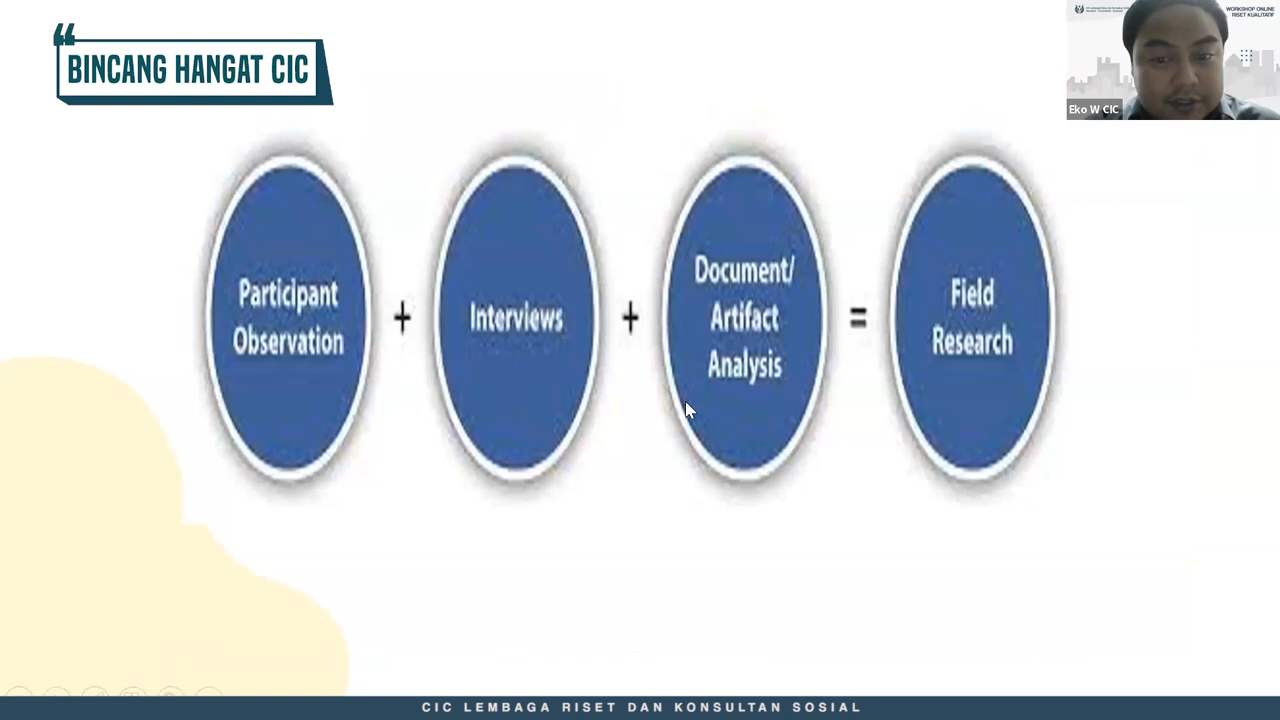 BINCANG HANGAT CIC
WORKSHOP ONLINE
RISET KUALITATIF
Eko W CIC
Participant
Observation
+
Interviews
+
Document/
Artifact
Analysis
=
Field
Research
CIC LEMBAGA RISET DAN KONSULTAN SOSIAL